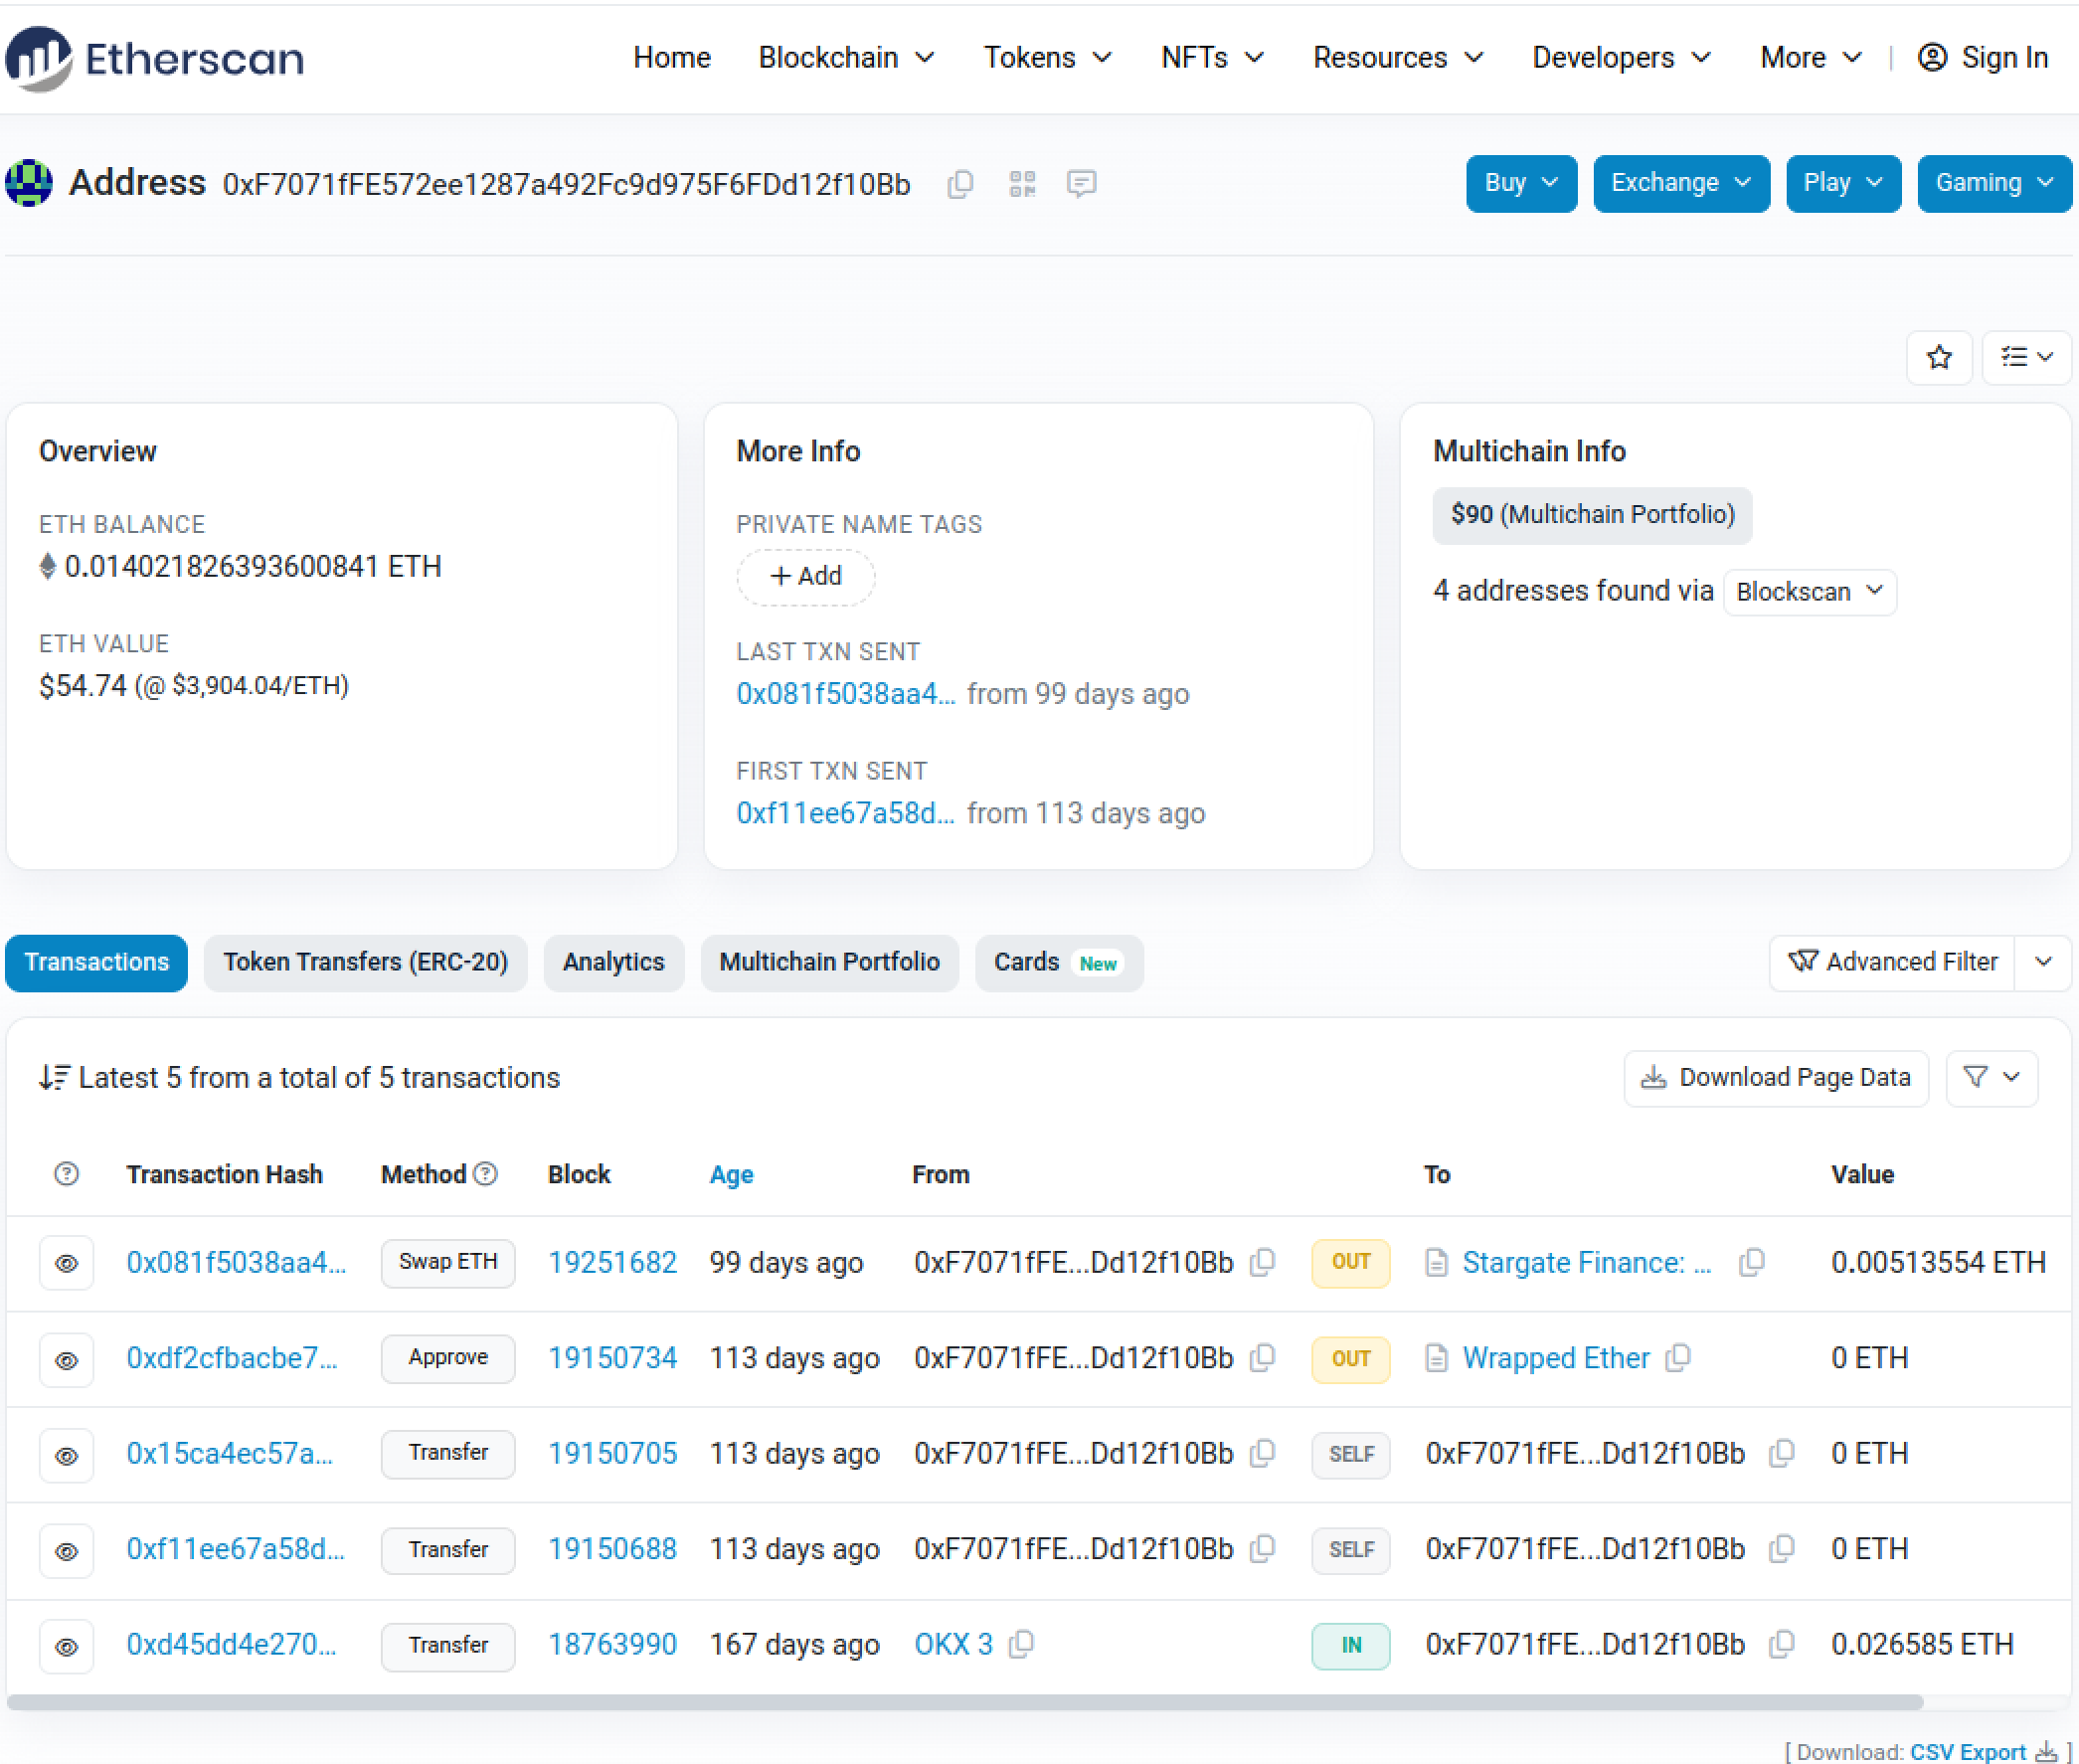 Etherscan
Home Blockchain Tokens NFTs Resources Developers More | Sign In
Address 0xF7071fFE572ee1287a492Fc9d975F6FDd12f10Bb
Buy Exchange Play Gaming
Overview
ETH BALANCE
0.014021826393600841 ETH
ETH VALUE
$54.74 (@ $3,904.04/ETH)
More Info
PRIVATE NAME TAGS
+ Add
LAST TXN SENT
0x081f5038aa4... from 99 days ago
FIRST TXN SENT
0xf11ee67a58d... from 113 days ago
Multichain Info
$90 (Multichain Portfolio)
4 addresses found via Blockscan
Transactions Token Transfers (ERC-20) Analytics Multichain Portfolio Cards New Advanced Filter
Latest 5 from a total of 5 transactions Download Page Data
Transaction Hash Method Block Age From To Value
0x081f5038aa4... Swap ETH 19251682 99 days ago 0xF7071fFE...Dd12f10Bb OUT Stargate Finance: ... 0.00513554 ETH
0xdf2cfbacbe7... Approve 19150734 113 days ago 0xF7071fFE...Dd12f10Bb OUT Wrapped Ether 0 ETH
0x15ca4ec57a... Transfer 19150705 113 days ago 0xF7071fFE...Dd12f10Bb SELF 0xF7071fFE...Dd12f10Bb 0 ETH
0xf11ee67a58d... Transfer 19150688 113 days ago 0xF7071fFE...Dd12f10Bb SELF 0xF7071fFE...Dd12f10Bb 0 ETH
0xd45dd4e270... Transfer 18763990 167 days ago OKX 3 IN 0xF7071fFE...Dd12f10Bb 0.026585 ETH
[ Download: CSV Export ]